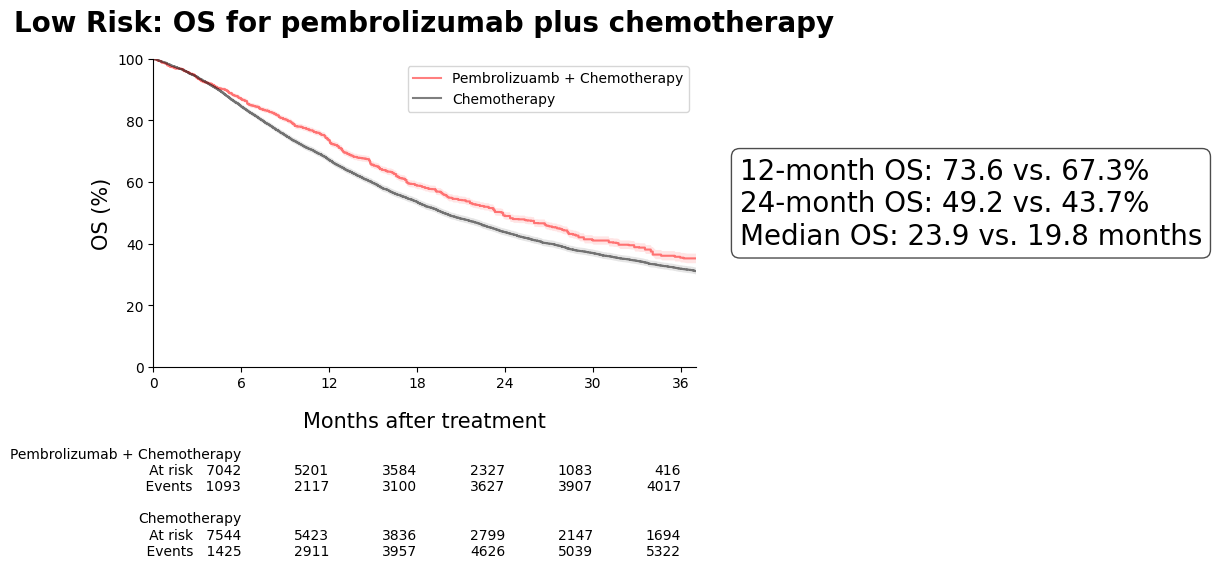 Low Risk: OS for pembrolizumab plus chemotherapy
100
80
60
40
20
0
OS (%)
Pembrolizuamb + Chemotherapy
Chemotherapy
0 6 12 18 24 30 36
Months after treatment
12-month OS: 73.6 vs. 67.3%
24-month OS: 49.2 vs. 43.7%
Median OS: 23.9 vs. 19.8 months
Pembrolizumab + Chemotherapy
At risk 7042 5201 3584 2327 1083 416
Events 1093 2117 3100 3627 3907 4017
Chemotherapy
At risk 7544 5423 3836 2799 2147 1694
Events 1425 2911 3957 4626 5039 5322